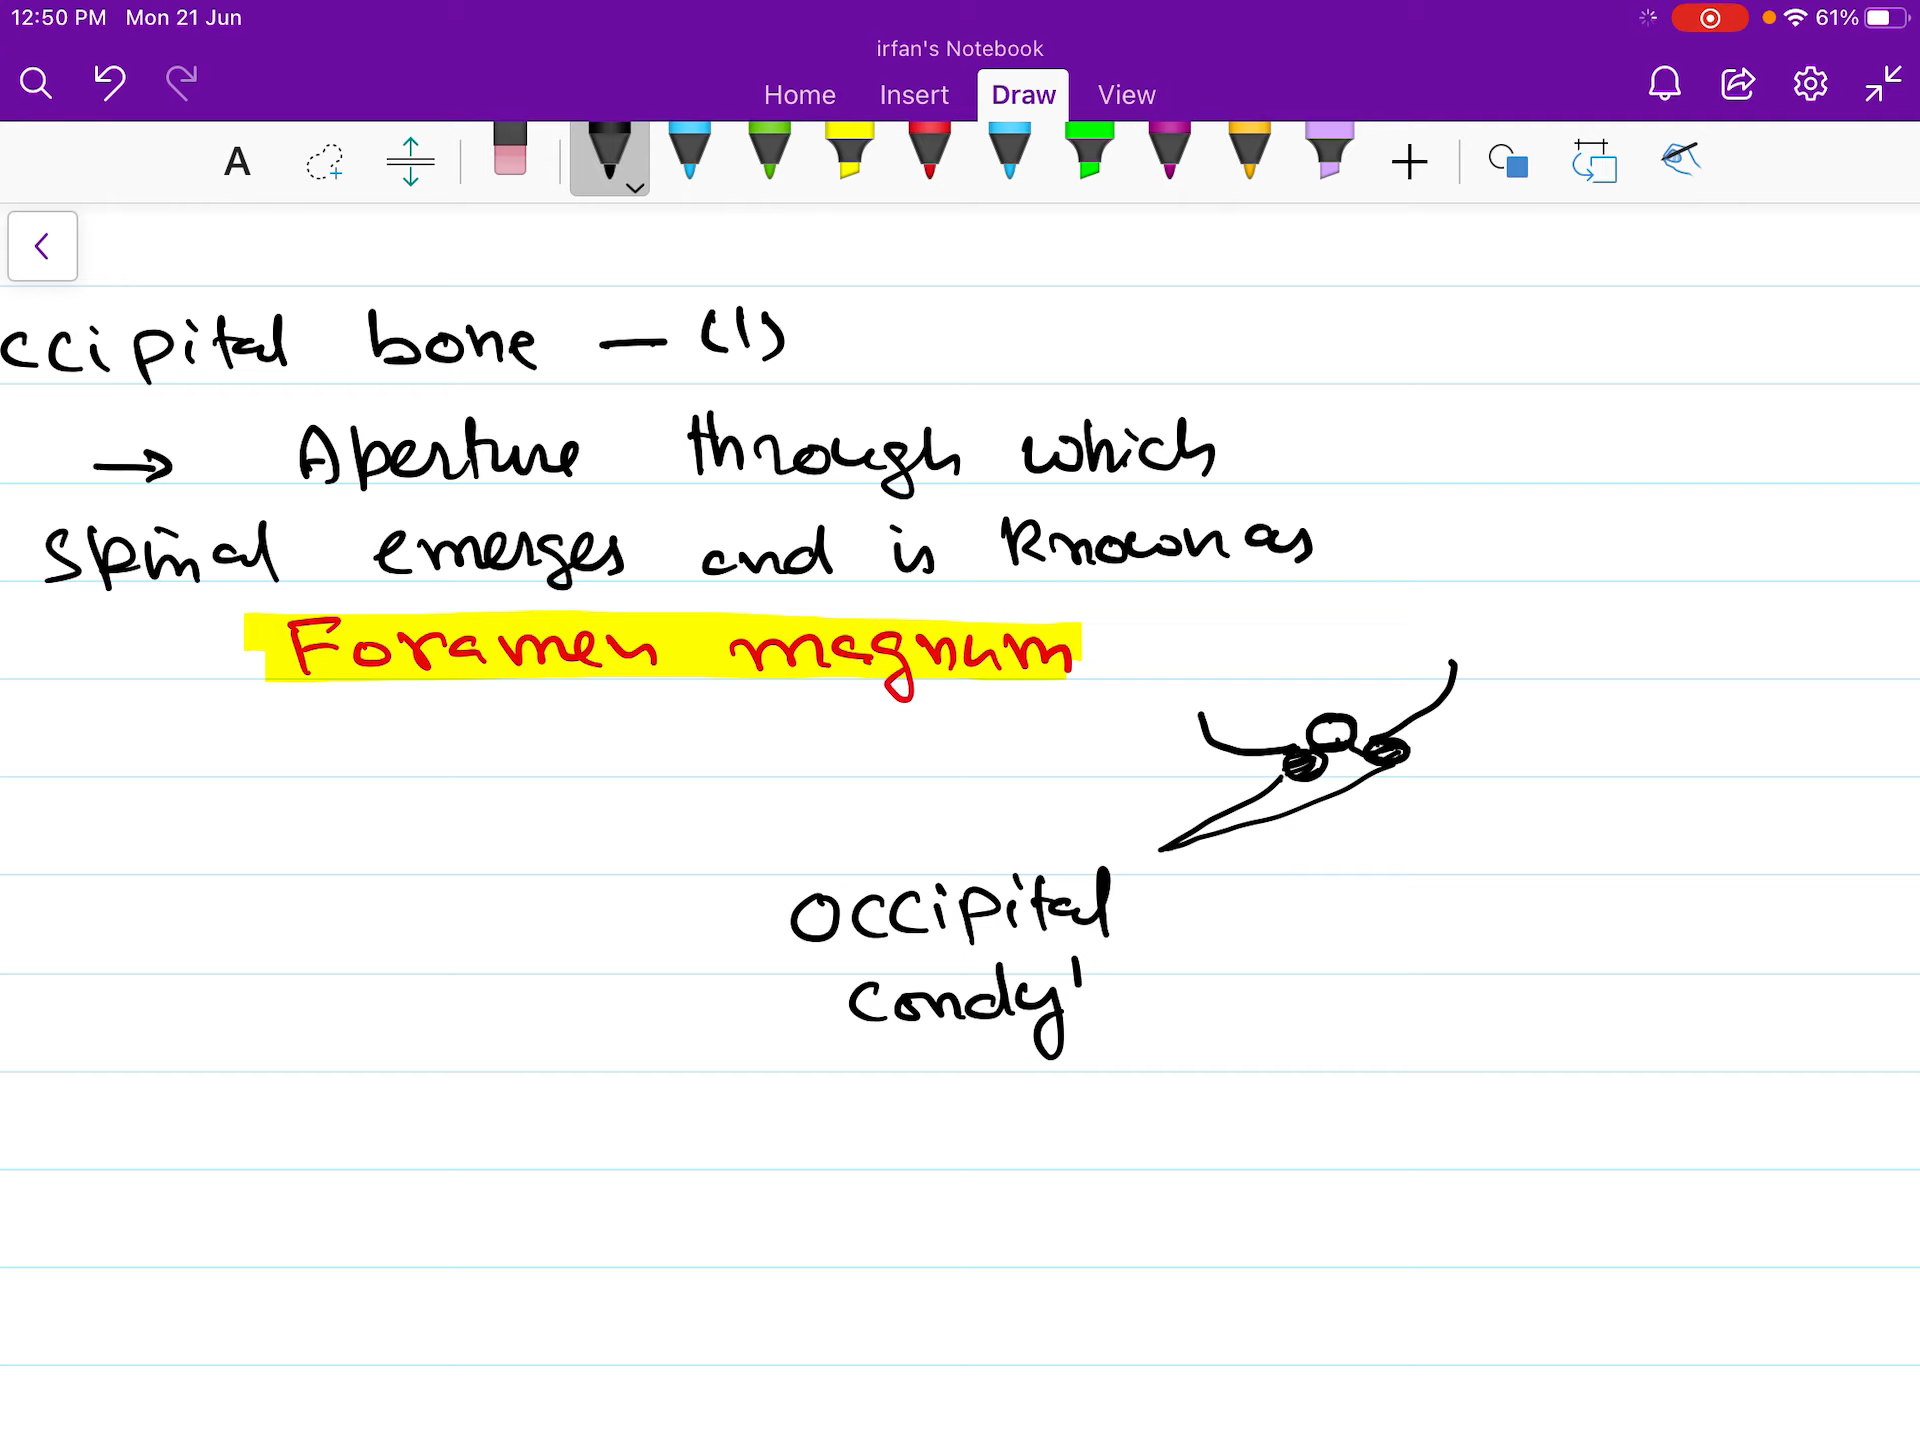 12:50 PM Mon 21 Jun 61%
irfan's Notebook
Home Insert Draw View
A
ccipital bone — (1)
→ Aperture through which
spinal emerges and is known as
Foramen magnum
occipital
condyl